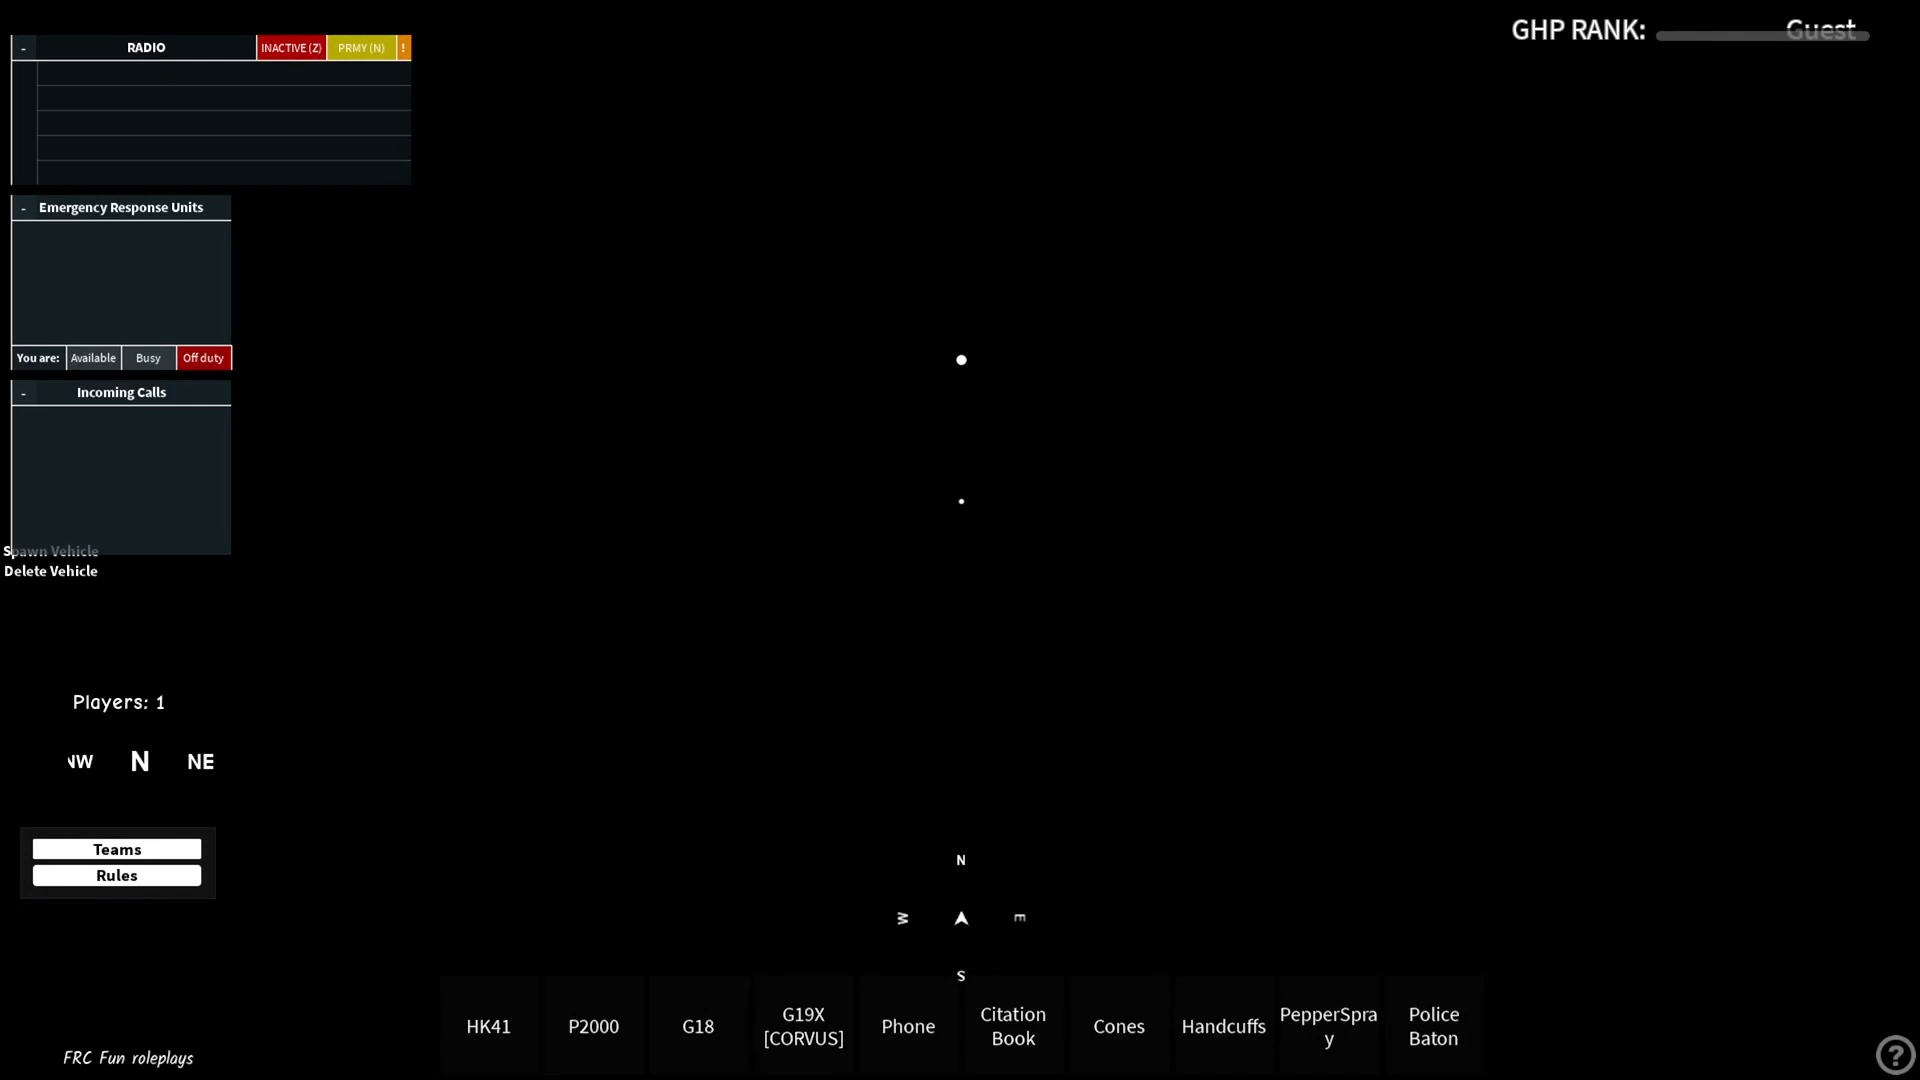 GHP RANK: Guest
- RADIO INACTIVE (Z) PRMY (N) !
- Emergency Response Units
You are: Available Busy Off duty
- Incoming Calls
Spawn Vehicle
Delete Vehicle
Players: 1
NW N NE
Teams
Rules
N
W E
S
HK41 P2000 G18 G19X [CORVUS] Phone Citation Book Cones Handcuffs PepperSpray Police Baton
FRC Fun roleplays
?